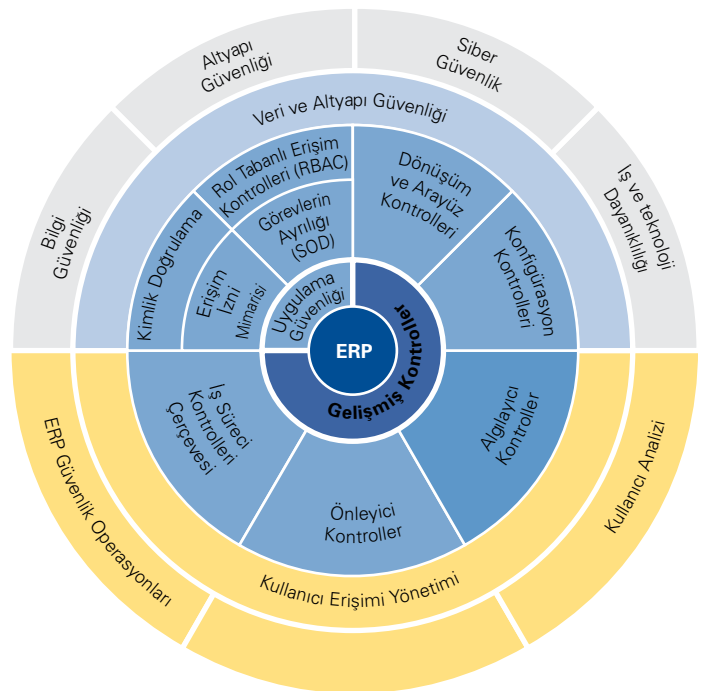 Altyapı
Güvenliği
Siber
Güvenlik
Bilgi
Güvenliği
İş ve teknoloji
Dayanıklılığı
Veri ve Altyapı Güvenliği
Rol Tabanlı Erişim
Kontrolleri (RBAC)
Dönüşüm
ve Arayüz
Kontrolleri
Kimlik Doğrulama
Görevlerin
Ayrılığı
(SOD)
Erişim
İzni
Mimarisi
Uygulama
Güvenliği
Konfigürasyon
Kontrolleri
ERP
Gelişmiş Kontroller
İş Süreci
Kontrolleri
Çerçevesi
Önleyici
Kontroller
Algılayıcı
Kontroller
Kullanıcı Erişimi Yönetimi
ERP Güvenlik Operasyonları
Kullanıcı Analizi